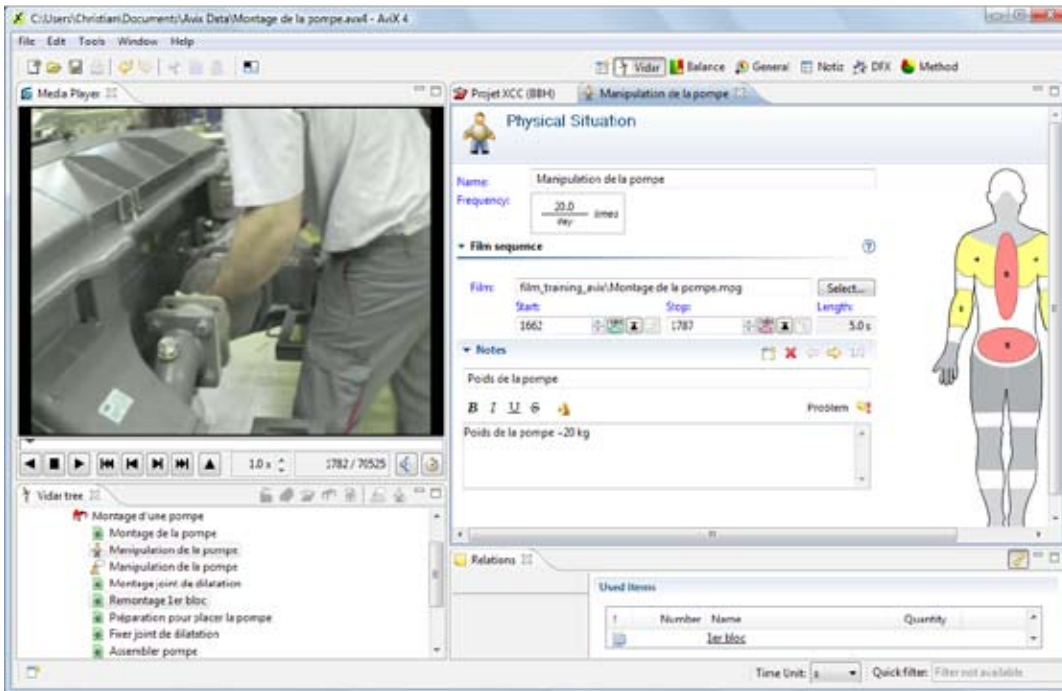 C:\Users\Christian\Documents\Avix Data\Montage de la pompe.avx4 - AviX 4
File Edit Tools Window Help
Vidar Balance General Notiz DFX Method
Media Player
Projet XCC (BBH) Manipulation de la pompe
Physical Situation
Name: Manipulation de la pompe
Frequency: 20.0 times
day
Film sequence
Film: film_training_avix\Montage de la pompe.mpg Select...
Start: Stop: Length:
1662 1787 5.0 s
Notes
1/1
Poids de la pompe
B I U S Problem
Poids de la pompe ~20 kg
1.0 x 1782 / 70525
Vidar tree
Montage d'une pompe
Montage de la pompe
Manipulation de la pompe
Manipulation de la pompe
Montage joint de dilatation
Remontage 1er bloc
Préparation pour placer la pompe
Fixer joint de dilatation
Assembler pompe
Relations
Used Items
! Number Name Quantity
1er bloc
Time Unit: s Quick filter: Filter not available